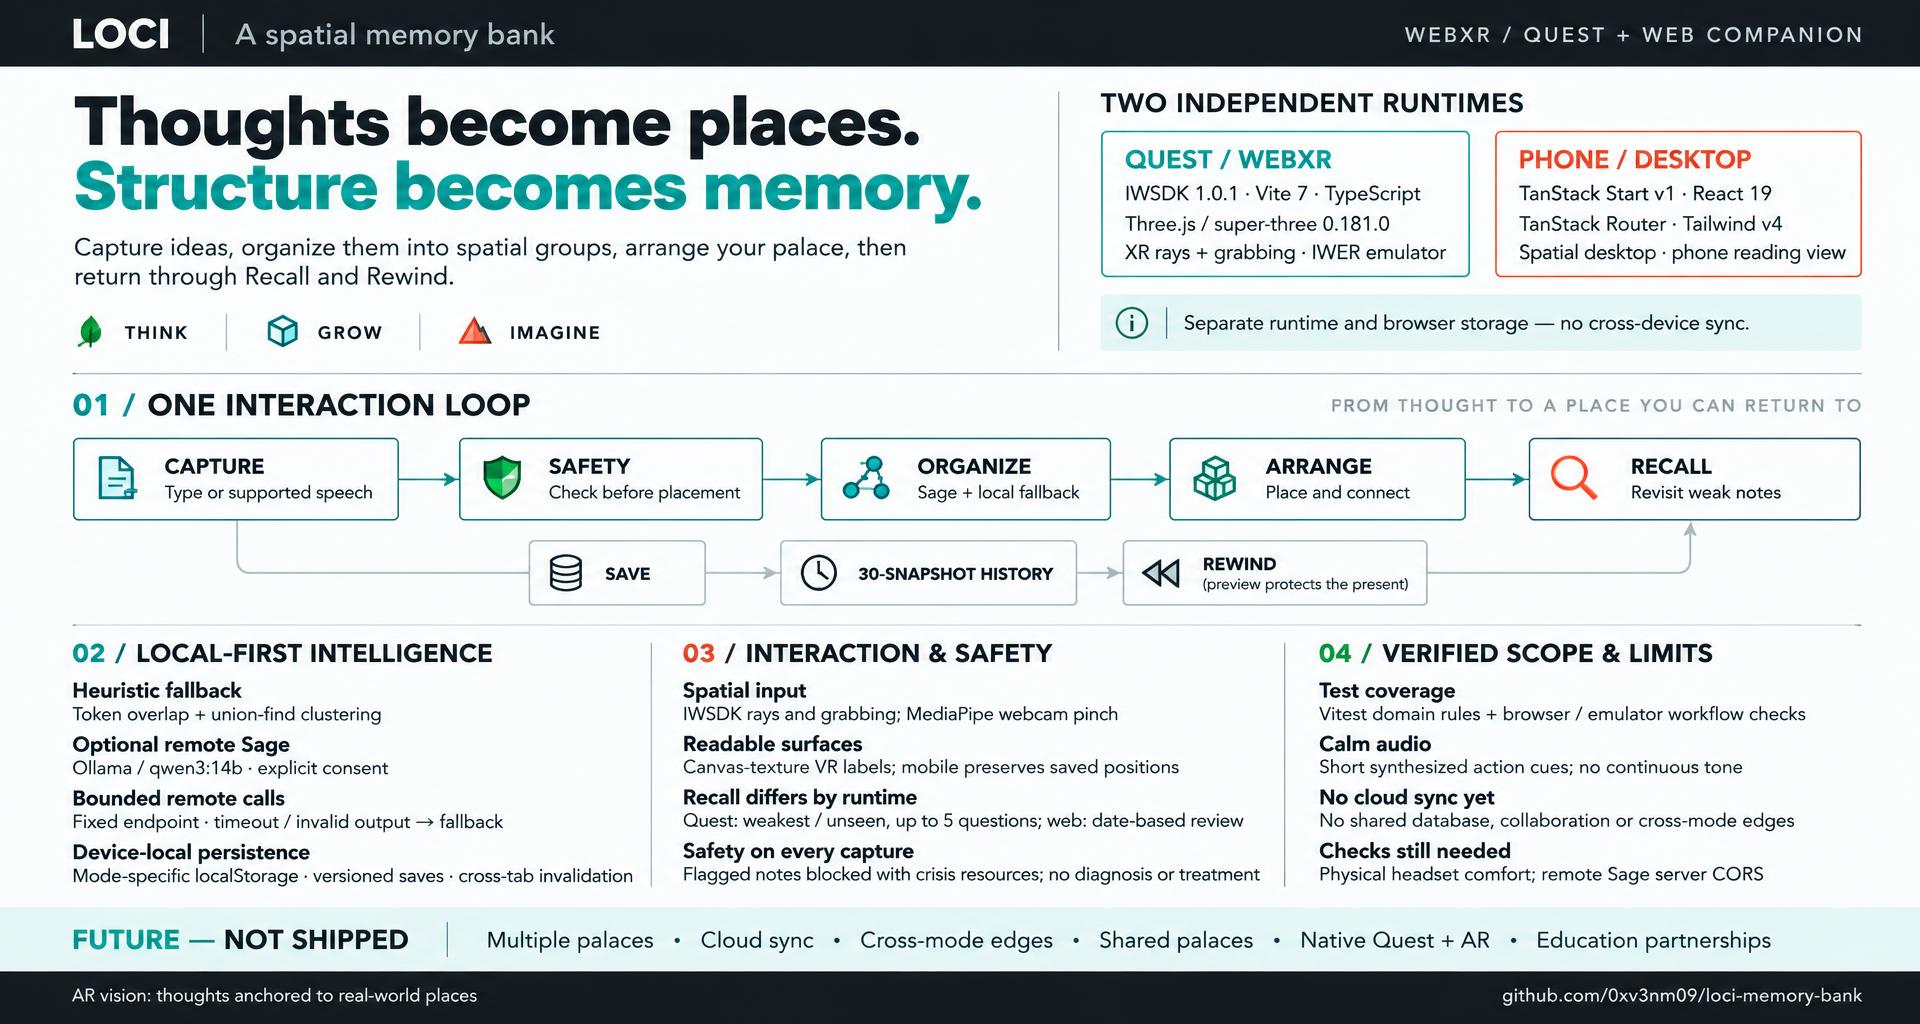 LOCI
A spatial memory bank
WEBXR / QUEST + WEB COMPANION
Thoughts become places.
Structure becomes memory.
Capture ideas, organize them into spatial groups, arrange your palace, then
return through Recall and Rewind.
THINK
GROW
IMAGINE
TWO INDEPENDENT RUNTIMES
QUEST / WEBXR
IWSDK 1.0.1 · Vite 7 · TypeScript
Three.js / super-three 0.181.0
XR rays + grabbing · IWER emulator
PHONE / DESKTOP
TanStack Start v1 · React 19
TanStack Router · Tailwind v4
Spatial desktop · phone reading view
Separate runtime and browser storage — no cross-device sync.
01 / ONE INTERACTION LOOP
FROM THOUGHT TO A PLACE YOU CAN RETURN TO
CAPTURE
Type or supported speech
SAFETY
Check before placement
ORGANIZE
Sage + local fallback
ARRANGE
Place and connect
RECALL
Revisit weak notes
SAVE
30-SNAPSHOT HISTORY
REWIND
(preview protects the present)
02 / LOCAL-FIRST INTELLIGENCE
Heuristic fallback
Token overlap + union-find clustering
Optional remote Sage
Ollama / qwen3:14b · explicit consent
Bounded remote calls
Fixed endpoint · timeout / invalid output → fallback
Device-local persistence
Mode-specific localStorage · versioned saves · cross-tab invalidation
03 / INTERACTION & SAFETY
Spatial input
IWSDK rays and grabbing; MediaPipe webcam pinch
Readable surfaces
Canvas-texture VR labels; mobile preserves saved positions
Recall differs by runtime
Quest: weakest / unseen, up to 5 questions; web: date-based review
Safety on every capture
Flagged notes blocked with crisis resources; no diagnosis or treatment
04 / VERIFIED SCOPE & LIMITS
Test coverage
Vitest domain rules + browser / emulator workflow checks
Calm audio
Short synthesized action cues; no continuous tone
No cloud sync yet
No shared database, collaboration or cross-mode edges
Checks still needed
Physical headset comfort; remote Sage server CORS
FUTURE — NOT SHIPPED
Multiple palaces • Cloud sync • Cross-mode edges • Shared palaces • Native Quest + AR • Education partnerships
AR vision: thoughts anchored to real-world places
github.com/0xv3nm09/loci-memory-bank